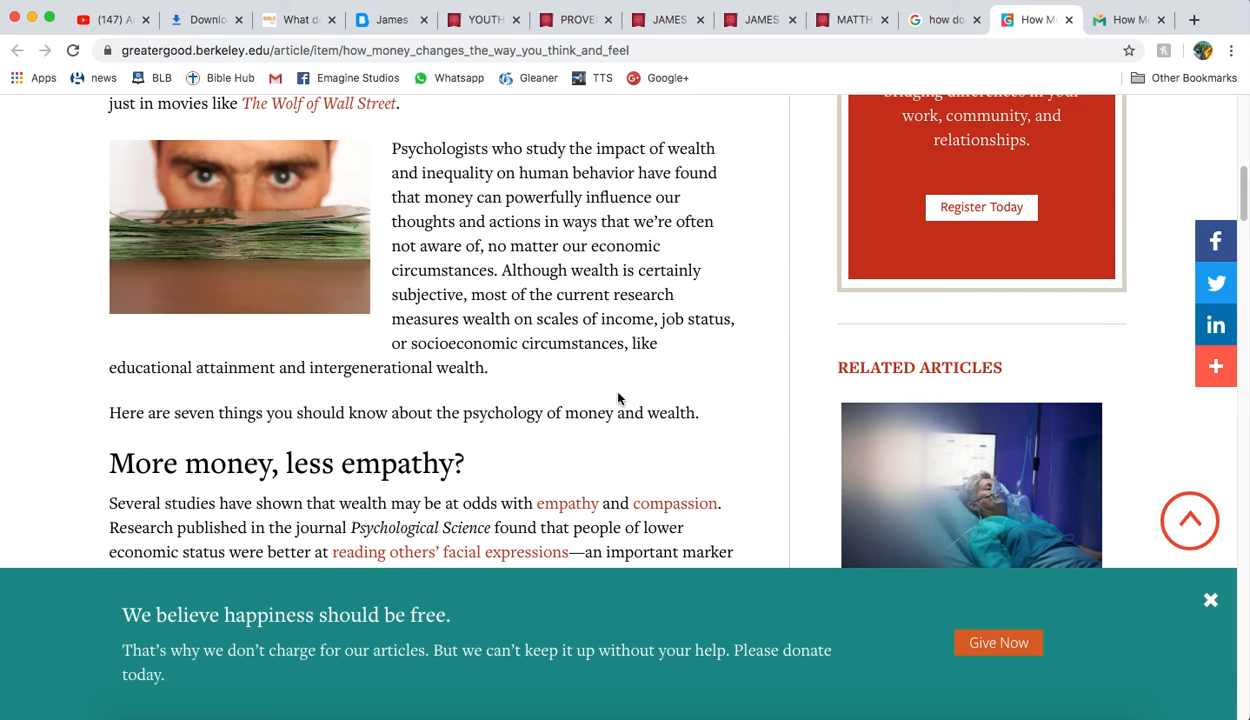 (147) A
Downlo
What d
James
YOUTH
PROVE
JAMES
JAMES
MATTH
how do
How M
How M
greatergood.berkeley.edu/article/item/how_money_changes_the_way_you_think_and_feel
Apps
news
BLB
Bible Hub
Emagine Studios
Whatsapp
Gleaner
TTS
Google+
Other Bookmarks
just in movies like The Wolf of Wall Street.
Psychologists who study the impact of wealth
and inequality on human behavior have found
that money can powerfully influence our
thoughts and actions in ways that we’re often
not aware of, no matter our economic
circumstances. Although wealth is certainly
subjective, most of the current research
measures wealth on scales of income, job status,
or socioeconomic circumstances, like
educational attainment and intergenerational wealth.
Here are seven things you should know about the psychology of money and wealth.
More money, less empathy?
Several studies have shown that wealth may be at odds with empathy and compassion.
Research published in the journal Psychological Science found that people of lower
economic status were better at reading others’ facial expressions—an important marker
bridging differences in your
work, community, and
relationships.
Register Today
RELATED ARTICLES
We believe happiness should be free.
That’s why we don’t charge for our articles. But we can’t keep it up without your help. Please donate
today.
Give Now